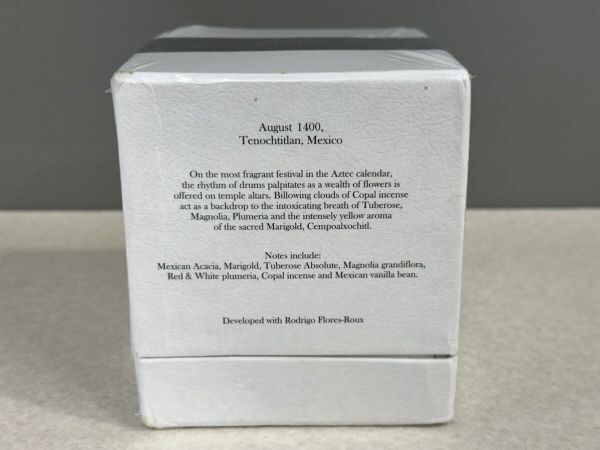 August 1400,
Tenochtitlan, Mexico
On the most fragrant festival in the Aztec calendar,
the rhythm of drums palpitates as a wealth of flowers is
offered on temple altars. Billowing clouds of Copal incense
act as a backdrop to the intoxicating breath of Tuberose,
Magnolia, Plumeria and the intensely yellow aroma
of the sacred Marigold, Cempoalxochitl.
Notes include:
Mexican Acacia, Marigold, Tuberose Absolute, Magnolia grandiflora,
Red & White plumeria, Copal incense and Mexican vanilla bean.
Developed with Rodrigo Flores-Roux